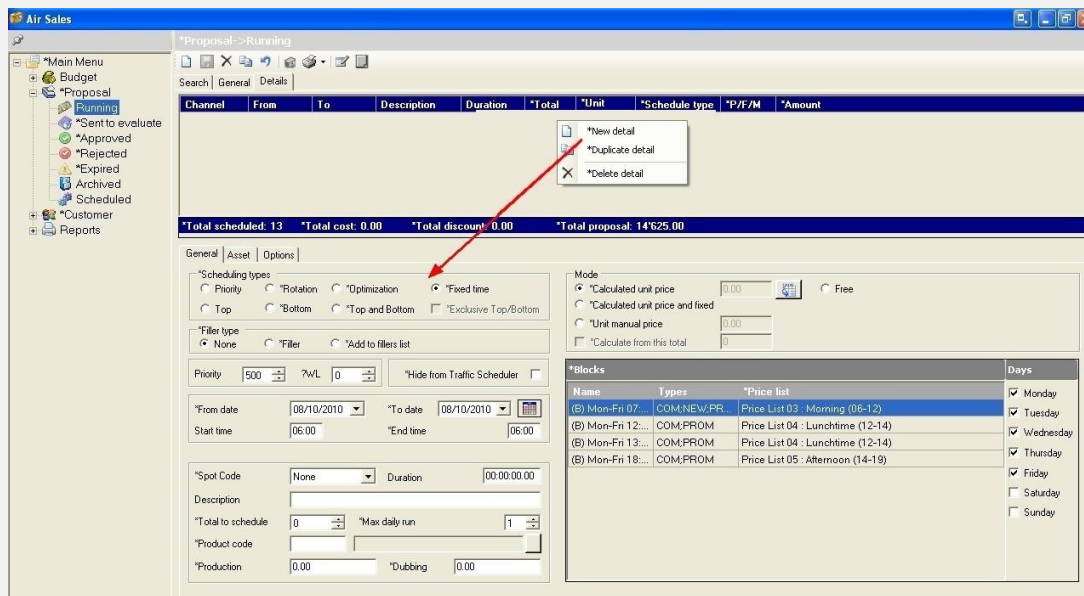 Air Sales
*Proposal->Running
*Main Menu
Budget
*Proposal
Running
*Sent to evaluate
*Approved
*Rejected
*Expired
Archived
Scheduled
*Customer
Reports
Search General Details
Channel From To Description Duration *Total *Unit *Schedule type *P/F/M *Amount
*New detail
*Duplicate detail
*Delete detail
*Total scheduled: 13 *Total cost: 0.00 *Total discount: 0.00 *Total proposal: 14'625.00
General Asset Options
*Scheduling types
Priority *Rotation *Optimization *Fixed time
Top *Bottom *Top and Bottom *Exclusive Top/Bottom
*Filler type
None *Filler *Add to fillers list
Priority 500 ?WL 0 *Hide from Traffic Scheduler
*From date 08/10/2010 *To date 08/10/2010
Start time 06:00 *End time 06:00
*Spot Code None Duration 00:00:00.00
Description
*Total to schedule 0 *Max daily run 1
*Product code
*Production 0.00 *Dubbing 0.00
Mode
*Calculated unit price 0.00 Free
*Calculated unit price and fixed
*Unit manual price 0.00
*Calculate from this total 0
*Blocks
Name Types *Price list
(B) Mon-Fri 07:... COM;NEW;PR... Price List 03 : Morning (06-12)
(B) Mon-Fri 12:... COM;PROM Price List 04 : Lunchtime (12-14)
(B) Mon-Fri 13:... COM;PROM Price List 04 : Lunchtime (12-14)
(B) Mon-Fri 18:... COM;PROM Price List 05 : Afternoon (14-19)
Days
Monday
Tuesday
Wednesday
Thursday
Friday
Saturday
Sunday